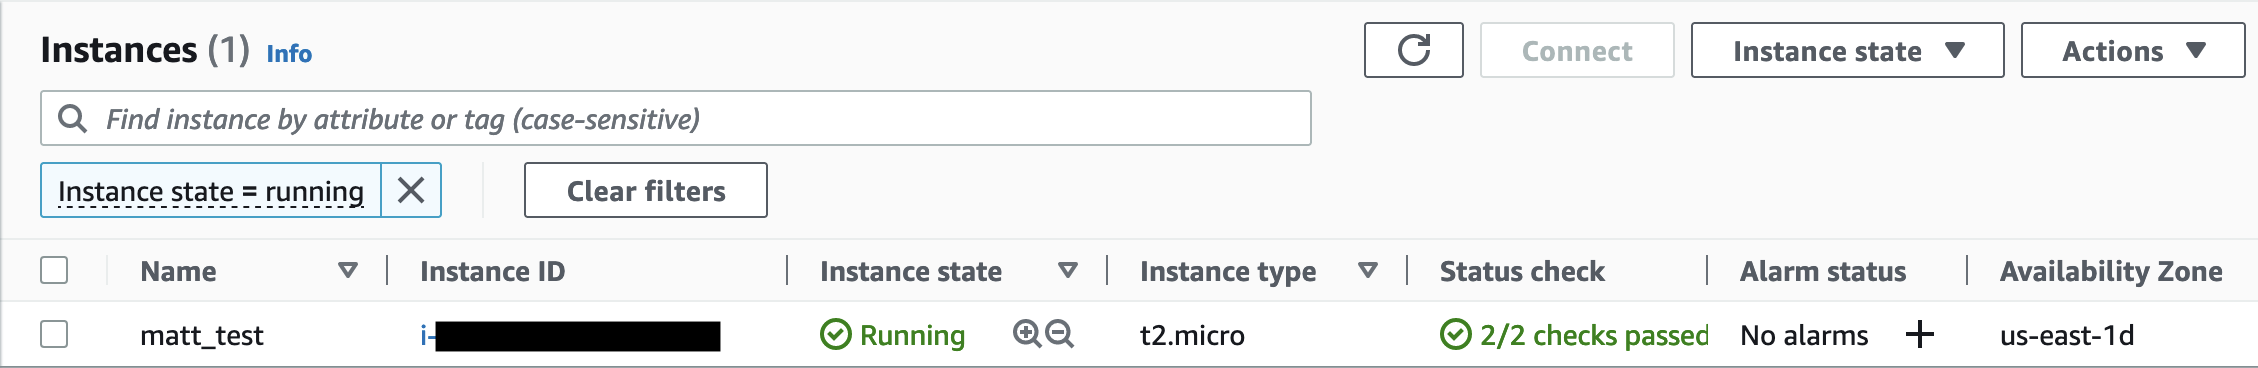 Instances (1) Info Connect Instance state Actions
Find instance by attribute or tag (case-sensitive)
Instance state = running Clear filters
Name Instance ID Instance state Instance type Status check Alarm status Availability Zone
matt_test i- Running t2.micro 2/2 checks passed No alarms + us-east-1d